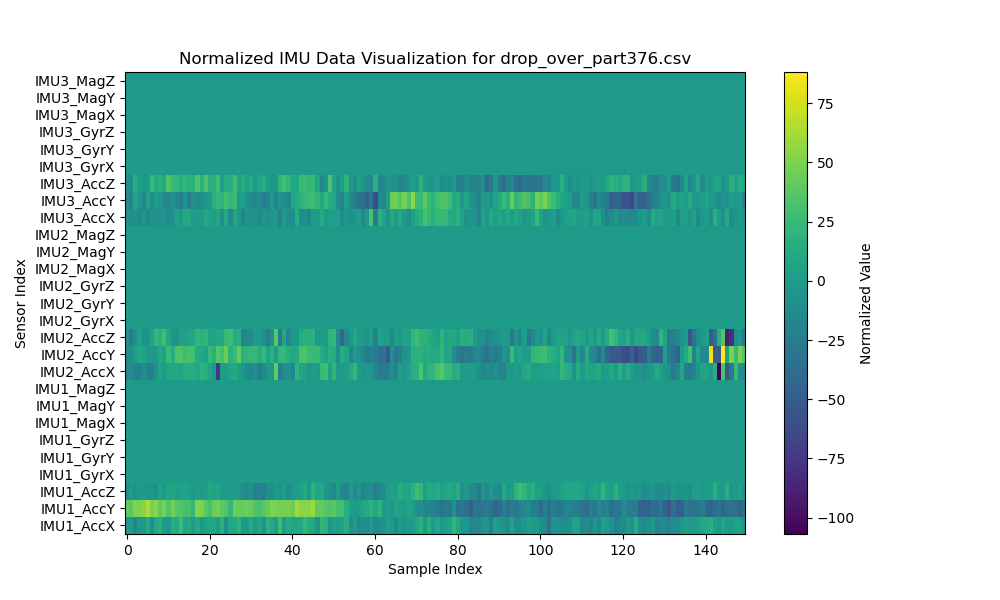 Normalized IMU Data Visualization for drop_over_part376.csv
Sensor Index
IMU3_MagZ
IMU3_MagY
IMU3_MagX
IMU3_GyrZ
IMU3_GyrY
IMU3_GyrX
IMU3_AccZ
IMU3_AccY
IMU3_AccX
IMU2_MagZ
IMU2_MagY
IMU2_MagX
IMU2_GyrZ
IMU2_GyrY
IMU2_GyrX
IMU2_AccZ
IMU2_AccY
IMU2_AccX
IMU1_MagZ
IMU1_MagY
IMU1_MagX
IMU1_GyrZ
IMU1_GyrY
IMU1_GyrX
IMU1_AccZ
IMU1_AccY
IMU1_AccX
0 20 40 60 80 100 120 140
Sample Index
75
50
25
0
−25
−50
−75
−100
Normalized Value